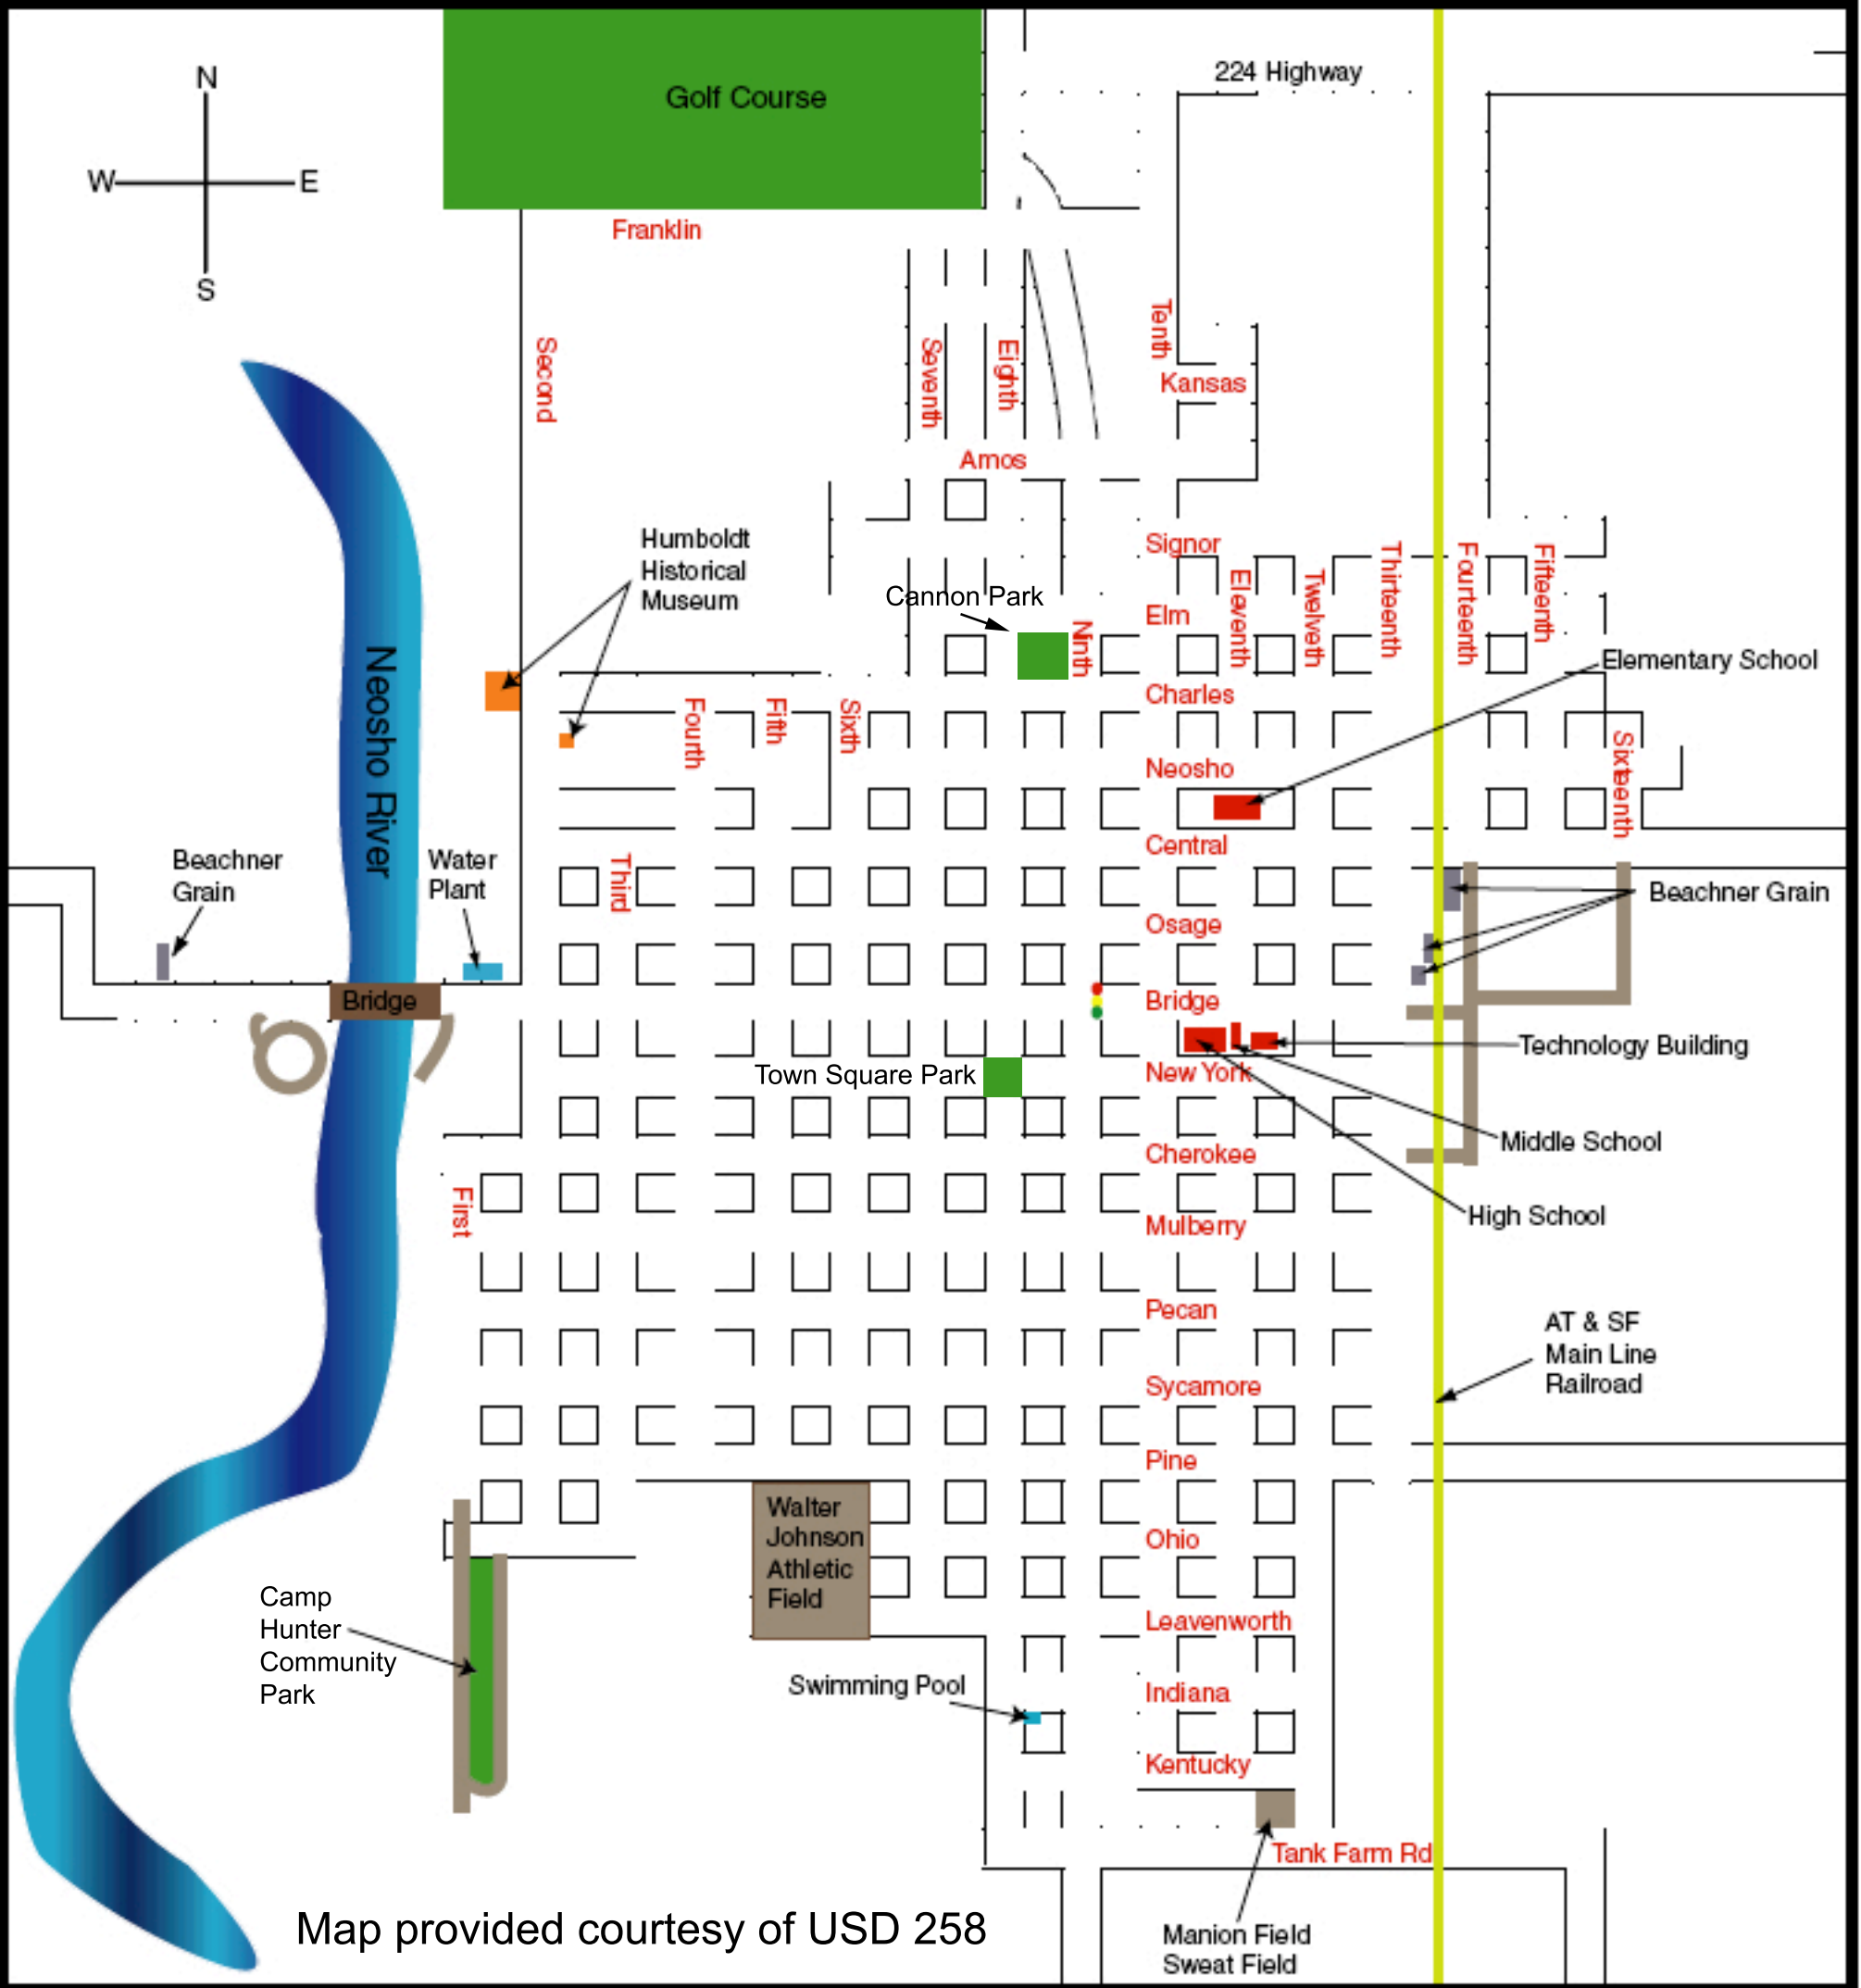 224 Highway
N
Golf Course
W
E
S
Franklin
Second
Seventh
Eighth
Tenth
Kansas
Amos
Humboldt
Historical
Museum
Signor
Cannon Park
Elm
Ninth
Eleventh
Twelveth
Thirteenth
Fourteenth
Fifteenth
Elementary School
Neosho River
Charles
Fourth
Fifth
Sixth
Sixteenth
Neosho
Central
Beachner
Grain
Water
Plant
Third
Beachner Grain
Osage
Bridge
Bridge
Technology Building
Town Square Park
New York
Middle School
Cherokee
First
High School
Mulberry
Pecan
AT & SF
Main Line
Railroad
Sycamore
Pine
Walter
Johnson
Athletic
Field
Ohio
Camp
Hunter
Community
Park
Leavenworth
Swimming Pool
Indiana
Kentucky
Tank Farm Rd
Manion Field
Sweat Field
Map provided courtesy of USD 258